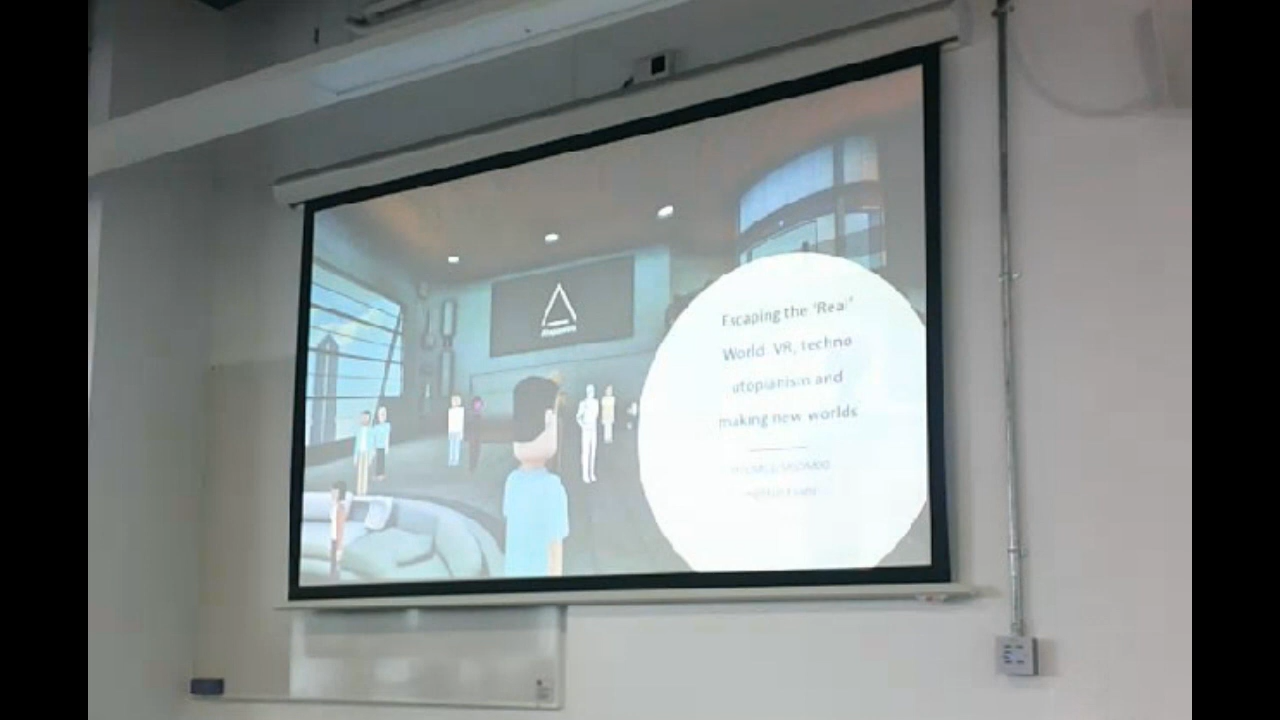 Escaping the 'Real'
World: VR, techno
utopianism and
making new worlds